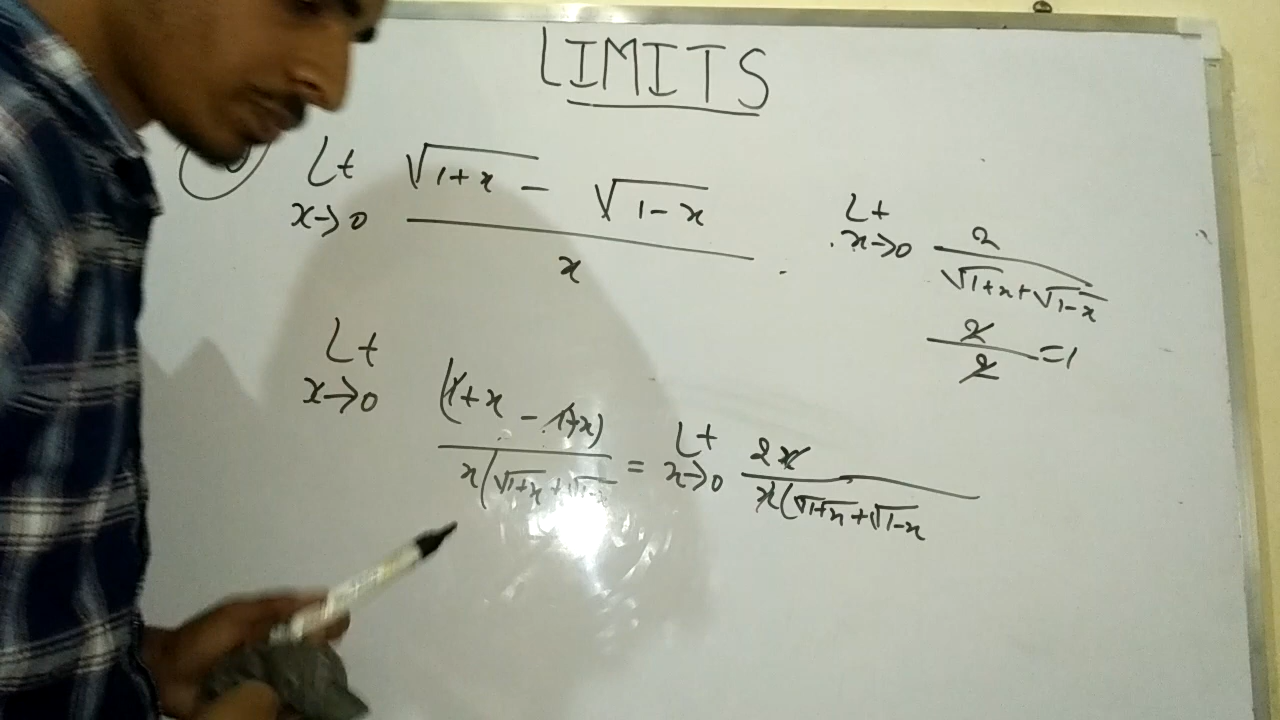 LIMITS
Lt √1+x - √1-x
x→0 x
Lt
x→0 (1+x - 1+x)
x(√1+x + √1-x
= Lt 2x
x→0 x(√1+x + √1-x
Lt 2
x→0 √1+x + √1-x
2
2 = 1